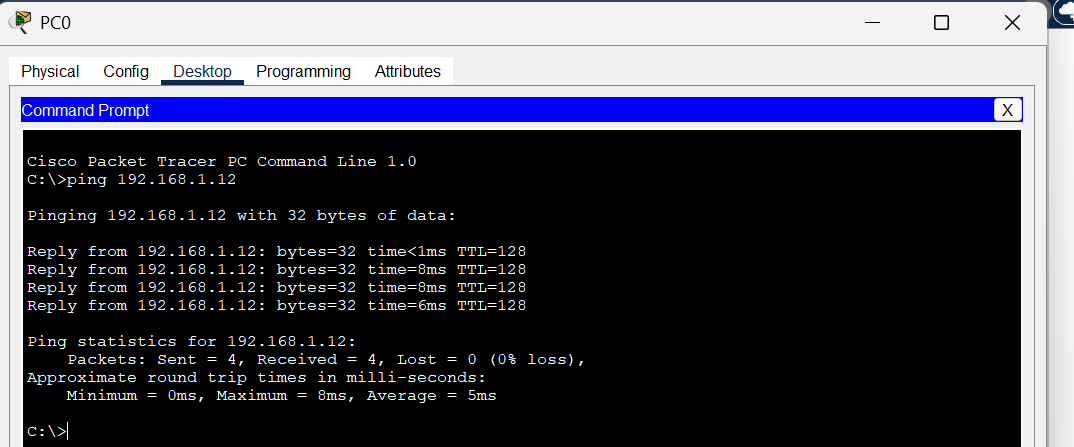 PC0
Physical Config Desktop Programming Attributes
Command Prompt X
Cisco Packet Tracer PC Command Line 1.0
C:\>ping 192.168.1.12
Pinging 192.168.1.12 with 32 bytes of data:
Reply from 192.168.1.12: bytes=32 time<1ms TTL=128
Reply from 192.168.1.12: bytes=32 time=8ms TTL=128
Reply from 192.168.1.12: bytes=32 time=8ms TTL=128
Reply from 192.168.1.12: bytes=32 time=6ms TTL=128
Ping statistics for 192.168.1.12:
Packets: Sent = 4, Received = 4, Lost = 0 (0% loss),
Approximate round trip times in milli-seconds:
Minimum = 0ms, Maximum = 8ms, Average = 5ms
C:\>